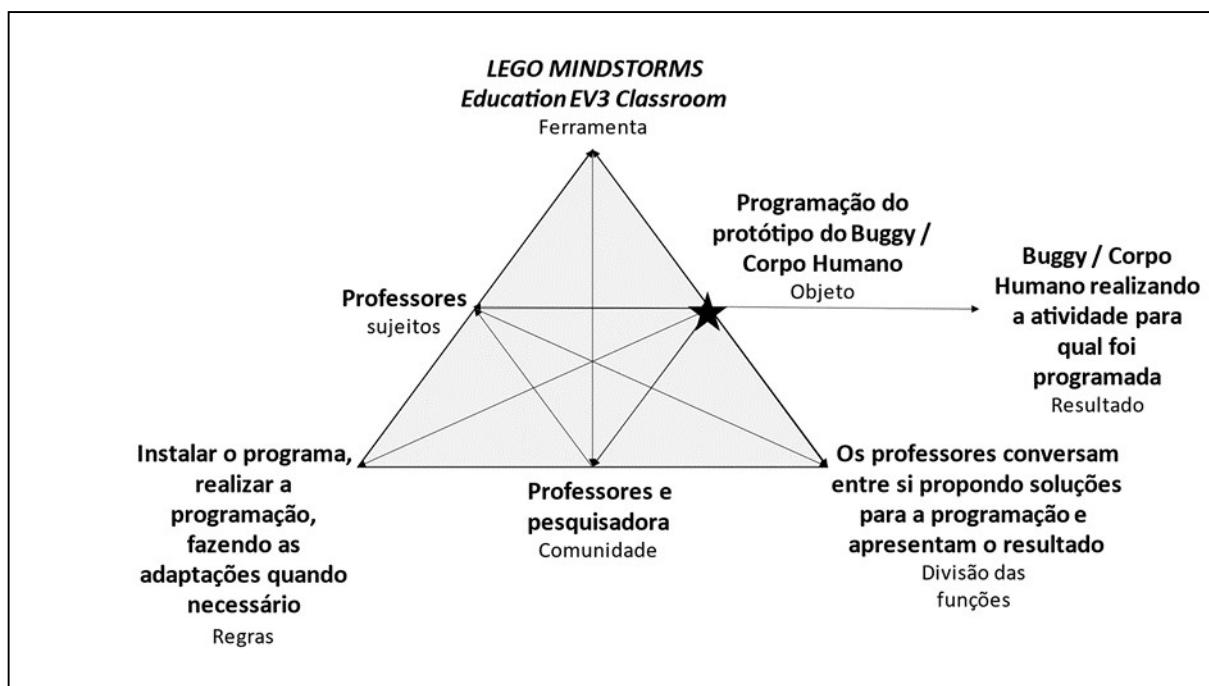 LEGO MINDSTORMS
Education EV3 Classroom
Ferramenta
Programação do
protótipo do Buggy /
Corpo Humano
Objeto
Buggy / Corpo
Humano realizando
a atividade para
qual foi
programada
Resultado
Professores
sujeitos
Instalar o programa,
realizar a
programação,
fazendo as
adaptações quando
necessário
Regras
Professores e
pesquisadora
Comunidade
Os professores conversam
entre si propondo soluções
para a programação e
apresentam o resultado
Divisão das
funções